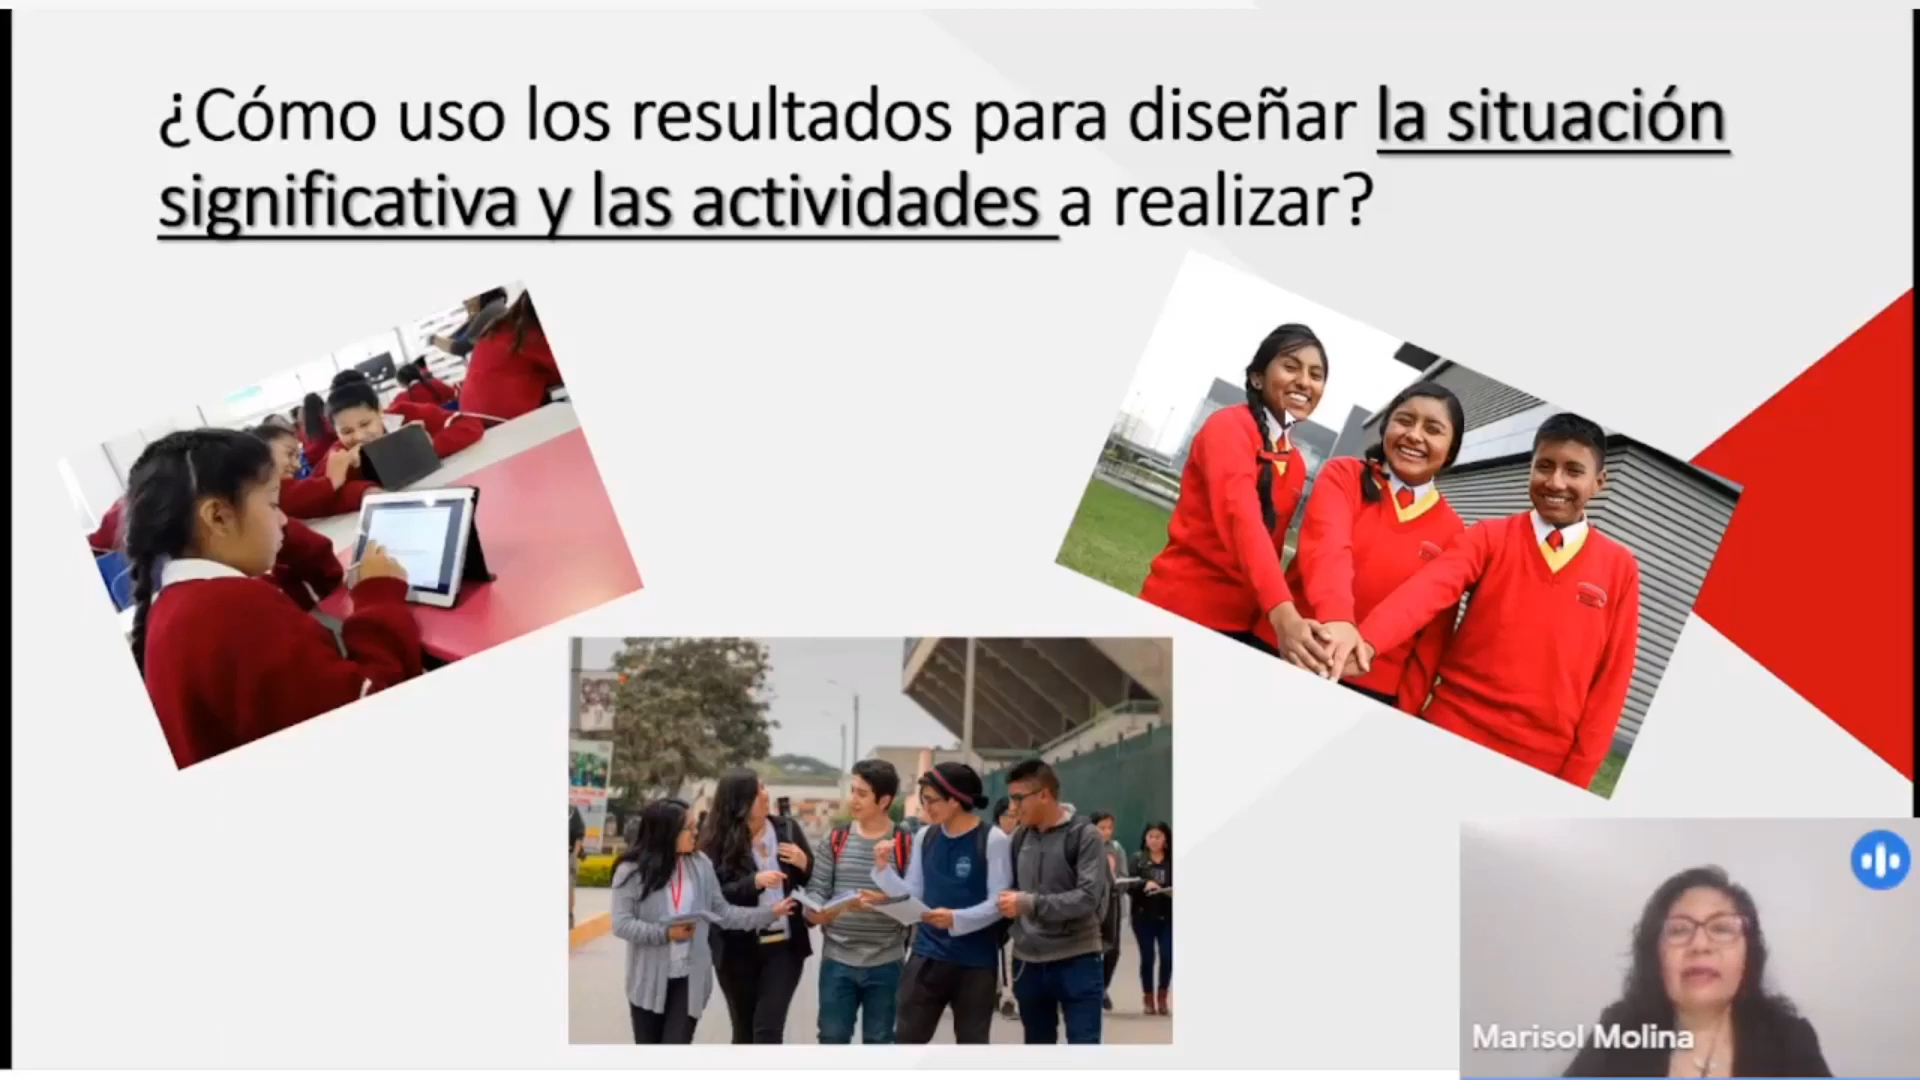 ¿Cómo uso los resultados para diseñar la situación
significativa y las actividades a realizar?
Marisol Molina